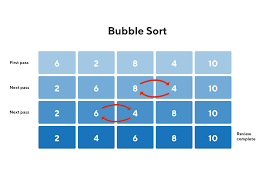 Bubble Sort
First pass 6 2 8 4 10
Next pass 2 6 8 4 10
Next pass 2 6 4 8 10
2 4 6 8 10 Review
complete